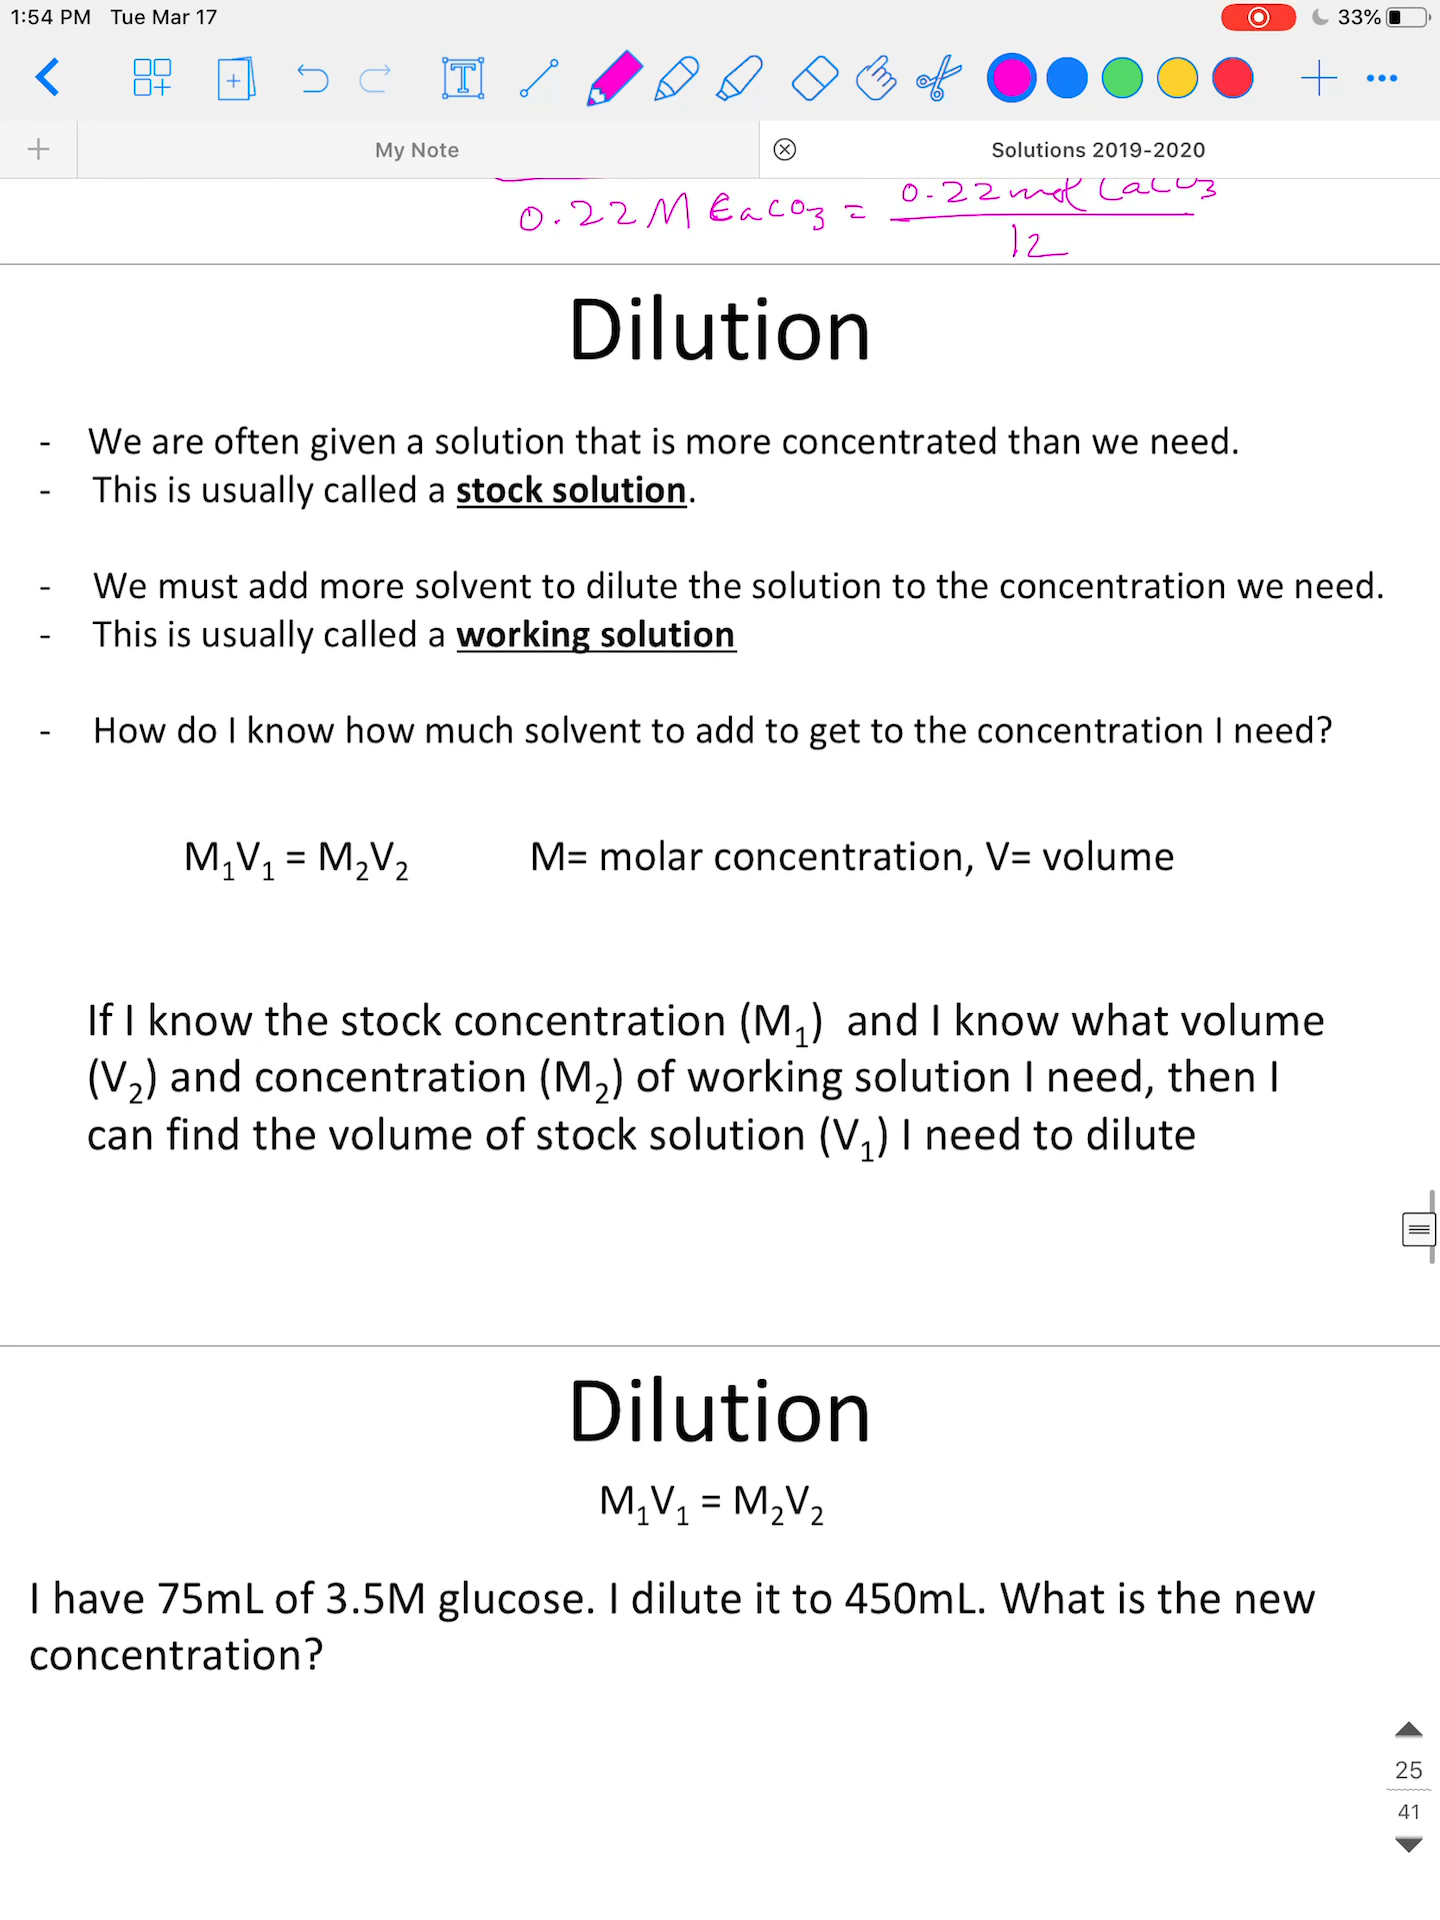 1:54 PM Tue Mar 17 33%
My Note Solutions 2019-2020
0.22 M CaCO3 = 0.22 mol CaCO3
12
Dilution
- We are often given a solution that is more concentrated than we need.
- This is usually called a stock solution.
- We must add more solvent to dilute the solution to the concentration we need.
- This is usually called a working solution
- How do I know how much solvent to add to get to the concentration I need?
M₁V₁ = M₂V₂ M= molar concentration, V= volume
If I know the stock concentration (M₁) and I know what volume
(V₂) and concentration (M₂) of working solution I need, then I
can find the volume of stock solution (V₁) I need to dilute
Dilution
M₁V₁ = M₂V₂
I have 75mL of 3.5M glucose. I dilute it to 450mL. What is the new
concentration?
25
41